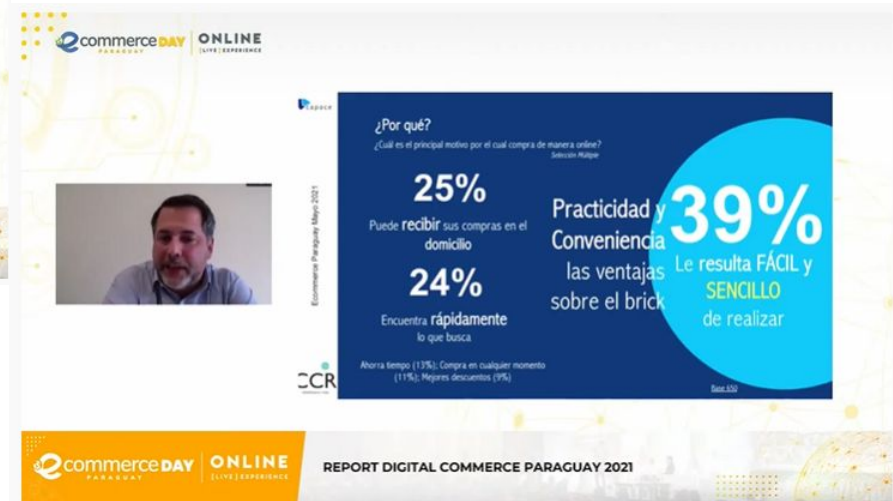 ecommerce DAY
PARAGUAY
ONLINE
[LIVE] EXPERIENCE
capace
Ecommerce Paraguay Mayo 2021
CCR
¿Por qué?
¿Cuál es el principal motivo por el cual compra de manera online?
Selección Múltiple
25%
Puede recibir sus compras en el
domicilio
24%
Encuentra rápidamente
lo que busca
Ahorra tiempo (13%); Compra en cualquier momento
(11%); Mejores descuentos (9%)
Practicidad y
Conveniencia
las ventajas
sobre el brick
39%
Le resulta FÁCIL y
SENCILLO
de realizar
Base 650
ecommerce DAY
PARAGUAY
ONLINE
[LIVE] EXPERIENCE
REPORT DIGITAL COMMERCE PARAGUAY 2021